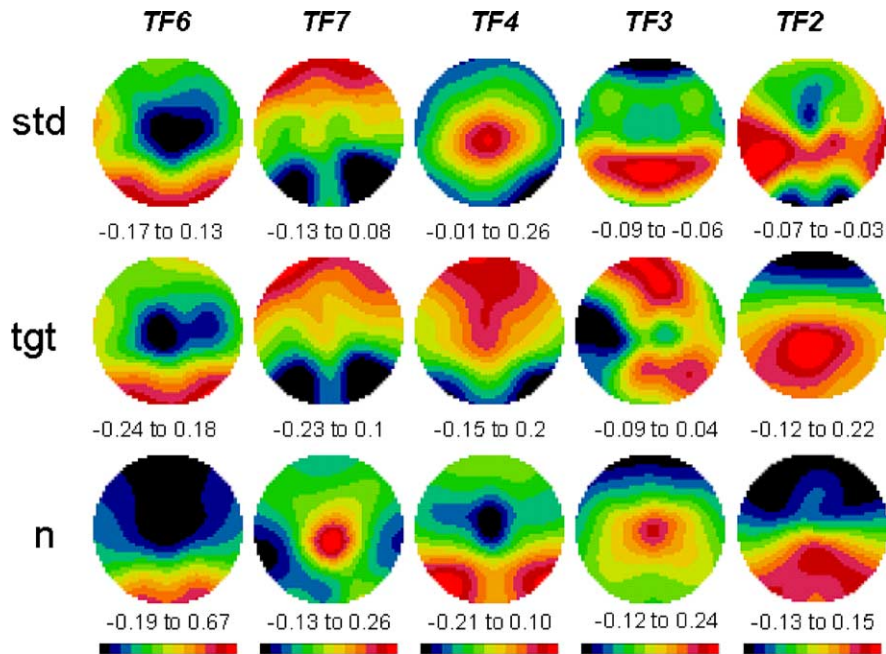 TF6 TF7 TF4 TF3 TF2
std
-0.17 to 0.13 -0.13 to 0.08 -0.01 to 0.26 -0.09 to -0.06 -0.07 to -0.03
tgt
-0.24 to 0.18 -0.23 to 0.1 -0.15 to 0.2 -0.09 to 0.04 -0.12 to 0.22
n
-0.19 to 0.67 -0.13 to 0.26 -0.21 to 0.10 -0.12 to 0.24 -0.13 to 0.15